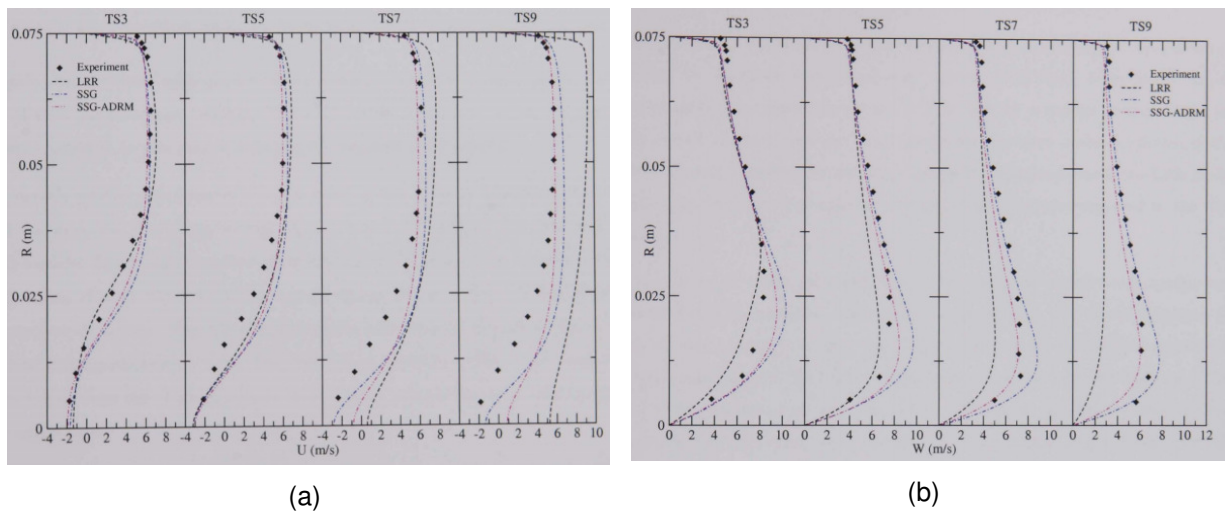 TS3 TS5 TS7 TS9
0.075
Experiment
LRR
SSG
SSG-ADRM
0.05
R (m)
0.025
0
-4 -2 0 2 4 6 8 -4 -2 0 2 4 6 8 -4 -2 0 2 4 6 8 -4 -2 0 2 4 6 8 10
U (m/s)
(a)
TS3 TS5 TS7 TS9
0.075
Experiment
LRR
SSG
SSG-ADRM
0.05
R (m)
0.025
0
0 2 4 6 8 10 0 2 4 6 8 10 0 2 4 6 8 10 0 2 4 6 8 10 12
W (m/s)
(b)